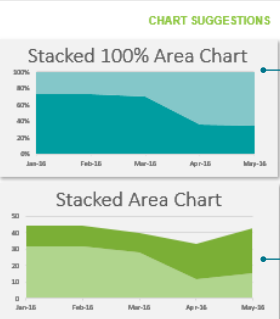 CHART SUGGESTIONS
Stacked 100% Area Chart
100%
80%
60%
40%
20%
0%
Jan-16 Feb-16 Mar-16 Apr-16 May-16
Stacked Area Chart
50
40
30
20
10
0
Jan-16 Feb-16 Mar-16 Apr-16 May-16